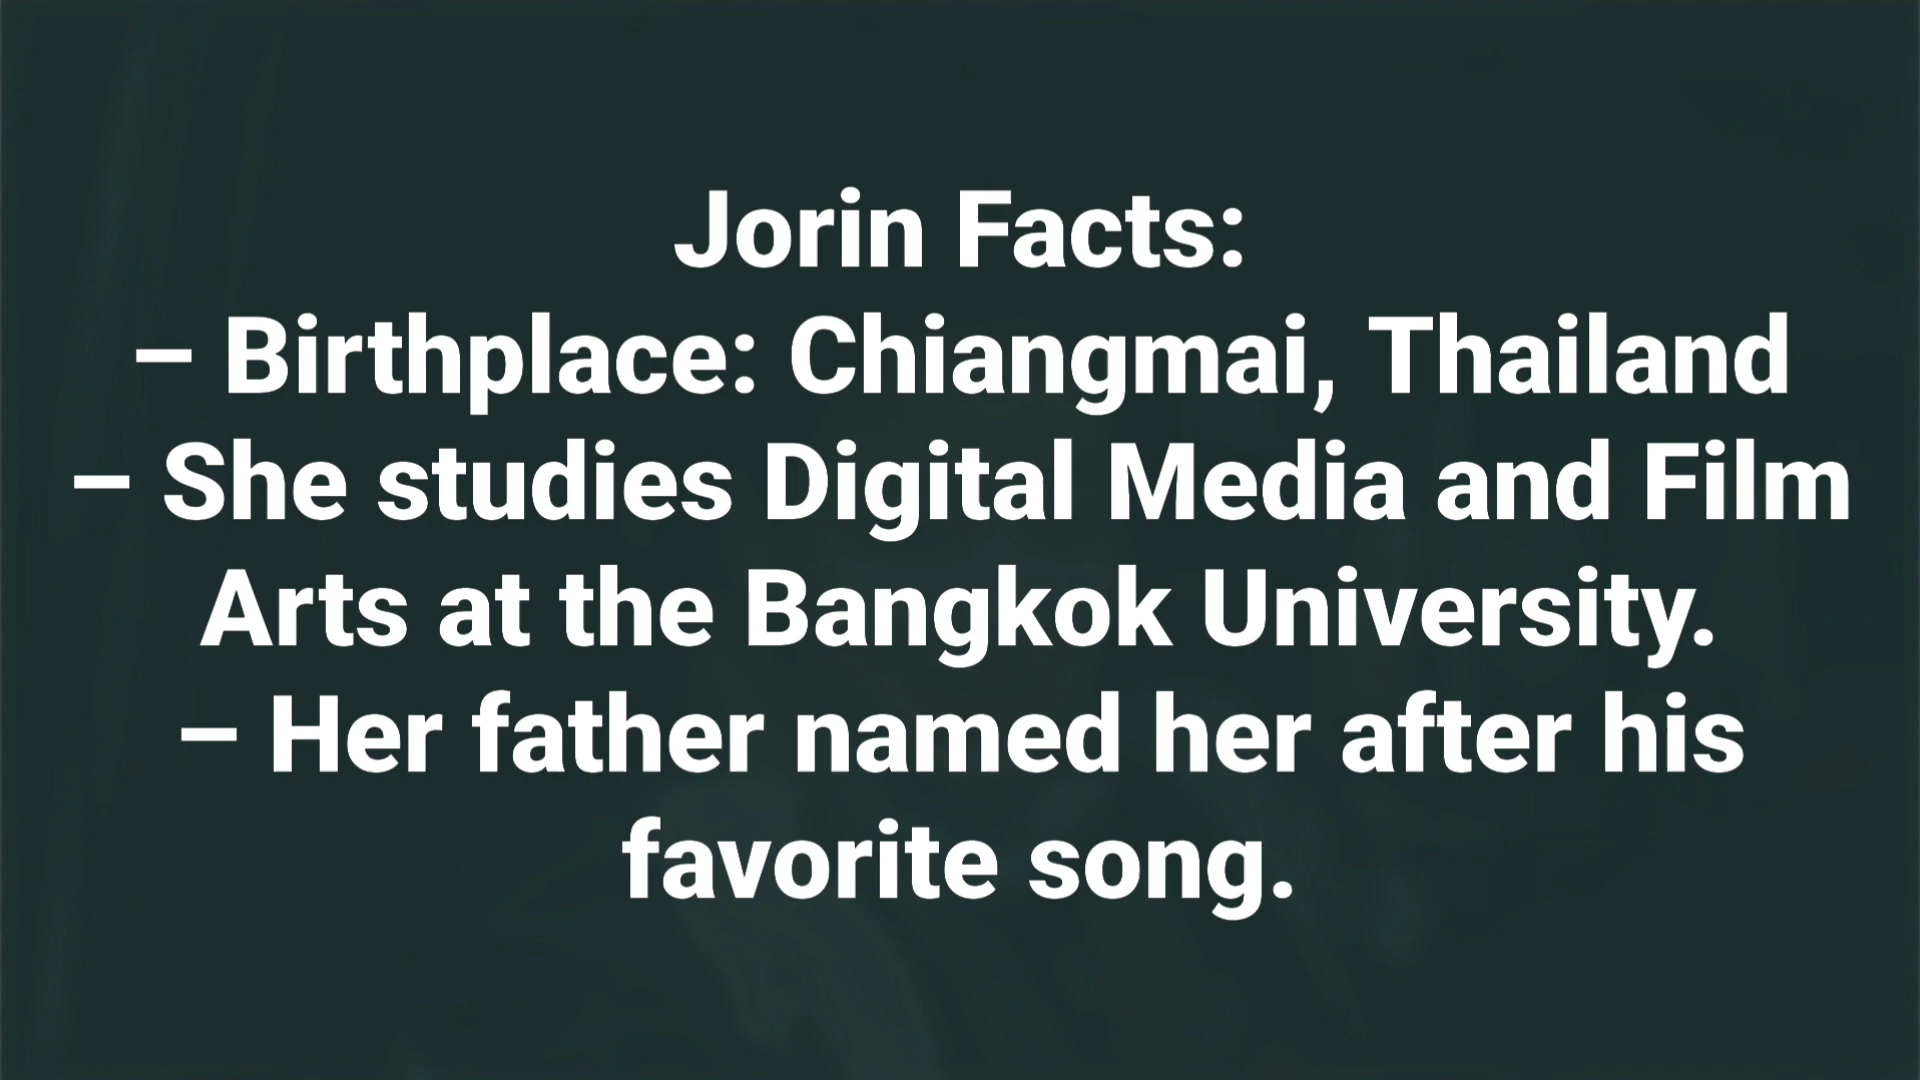 Jorin Facts:
– Birthplace: Chiangmai, Thailand
– She studies Digital Media and Film
Arts at the Bangkok University.
– Her father named her after his
favorite song.